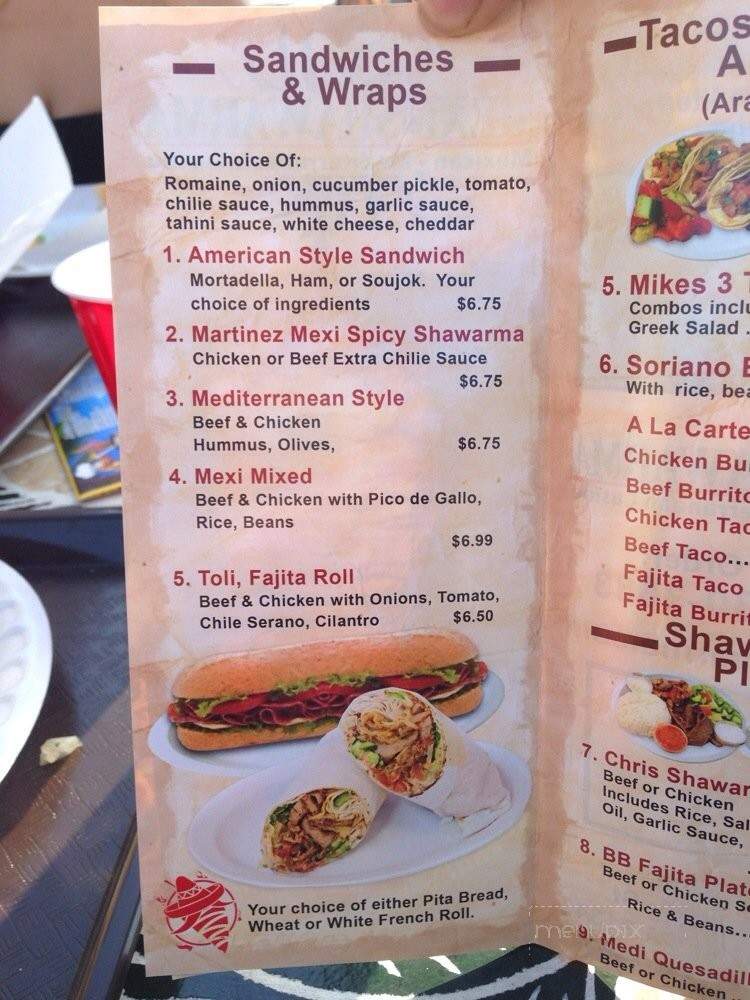 Sandwiches
& Wraps
Your Choice Of:
Romaine, onion, cucumber pickle, tomato,
chilie sauce, hummus, garlic sauce,
tahini sauce, white cheese, cheddar
1. American Style Sandwich
Mortadella, Ham, or Soujok. Your
choice of ingredients $6.75
2. Martinez Mexi Spicy Shawarma
Chicken or Beef Extra Chilie Sauce
$6.75
3. Mediterranean Style
Beef & Chicken
Hummus, Olives, $6.75
4. Mexi Mixed
Beef & Chicken with Pico de Gallo,
Rice, Beans
$6.99
5. Toli, Fajita Roll
Beef & Chicken with Onions, Tomato,
Chile Serano, Cilantro $6.50
Your choice of either Pita Bread,
Wheat or White French Roll.
Tacos
5. Mikes 3
Combos
Greek Salad .
6. Soriano
With rice,
A La Carte
Chicken
Beef Burrito
Chicken
Beef Taco...
Fajita Taco
Fajita
7. Chris
Beef or Chicken
Includes Rice,
Oil, Garlic Sauce,
8. BB Fajita
Beef or Chicken
Rice & Beans...
9. Medi
Beef or Chicken
menupix